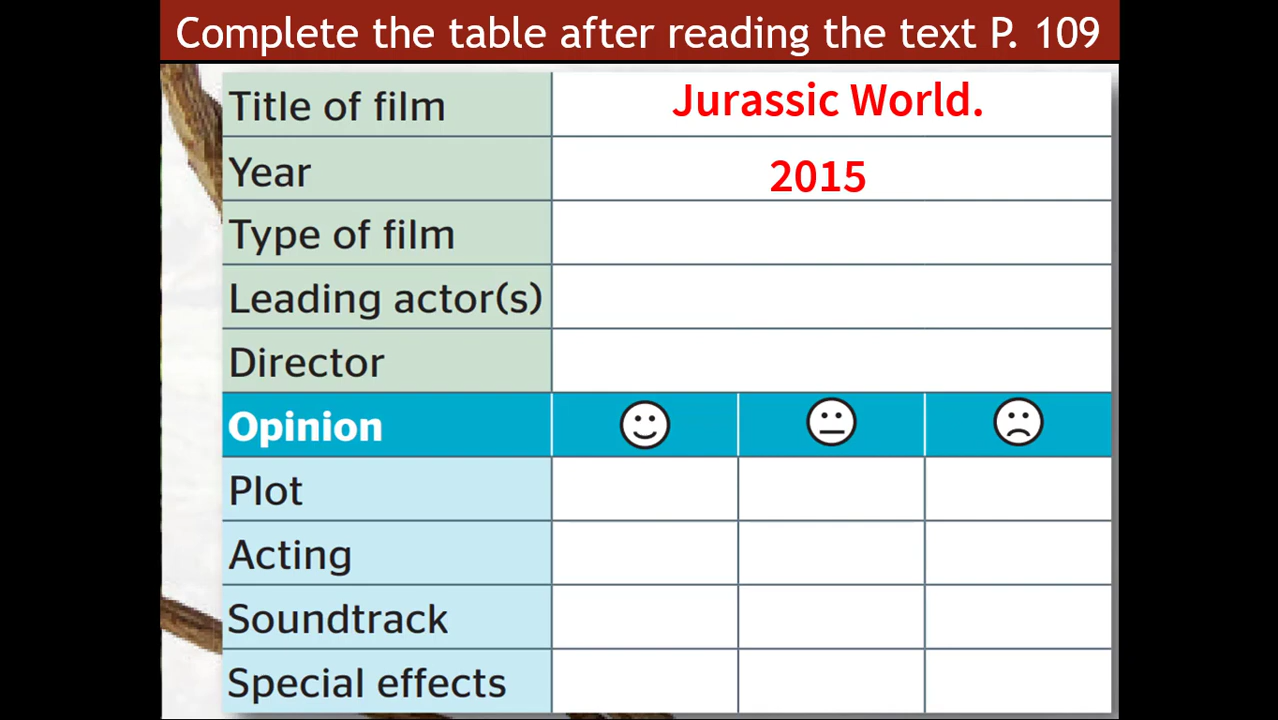 Complete the table after reading the text P. 109
Title of film
Jurassic World.
Year
2015
Type of film
Leading actor(s)
Director
Opinion
Plot
Acting
Soundtrack
Special effects